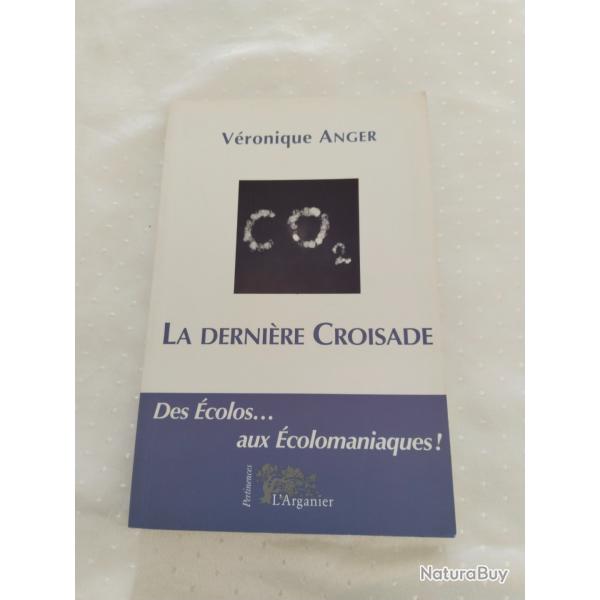 Véronique ANGER
CO2
LA DERNIÈRE CROISADE
Des Écolos...
aux Écolomaniaques !
Pertinences
L'Arganier
NaturaBuy